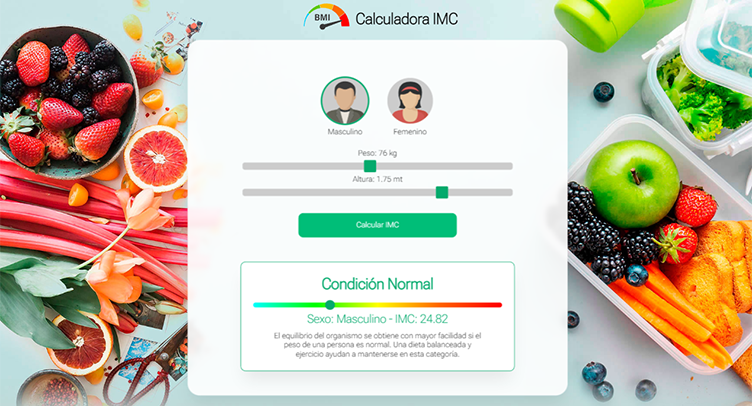 BMI
Calculadora IMC
Masculino
Femenino
Peso: 76 kg
Altura: 1.75 mt
Calcular IMC
Condición Normal
Sexo: Masculino - IMC: 24.82
El equilibrio del organismo se obtiene con mayor facilidad si el
peso de una persona es normal. Una dieta balanceada y
ejercicio ayudan a mantenerse en esta categoría.